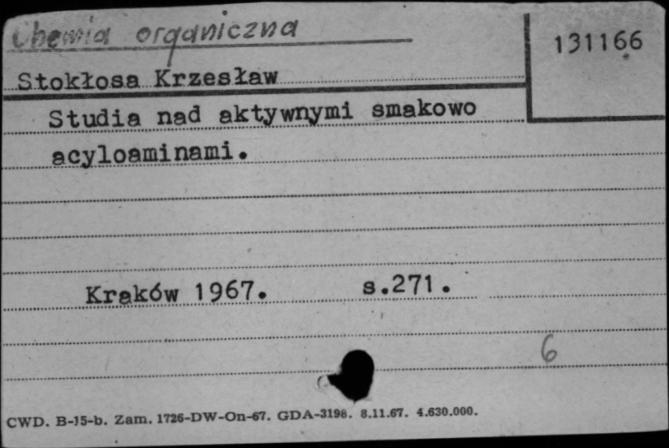 Chemia organiczna
131166
Stokłosa Krzesław
Studia nad aktywnymi smakowo
acyloaminami.
Kraków 1967. s.271.
6
CWD. B-15-b. Zam. 1726-DW-On-67. GDA-3198. 8.11.67. 4.630.000.